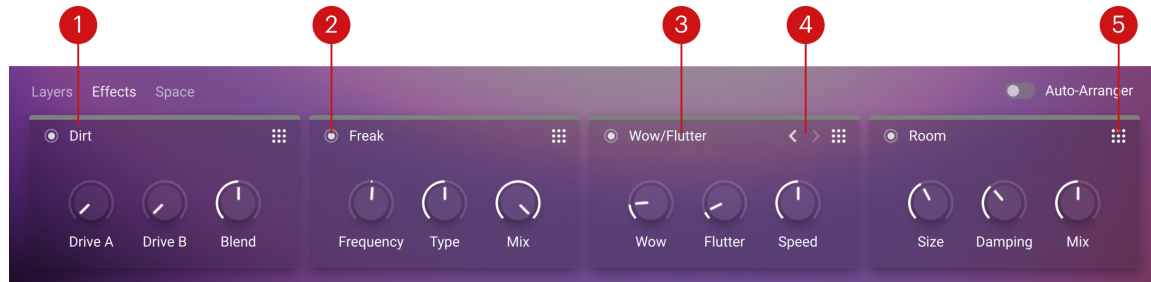 1 2 3 4 5
Layers Effects Space Auto-Arranger
Dirt Freak Wow/Flutter Room
Drive A Drive B Blend Frequency Type Mix Wow Flutter Speed Size Damping Mix